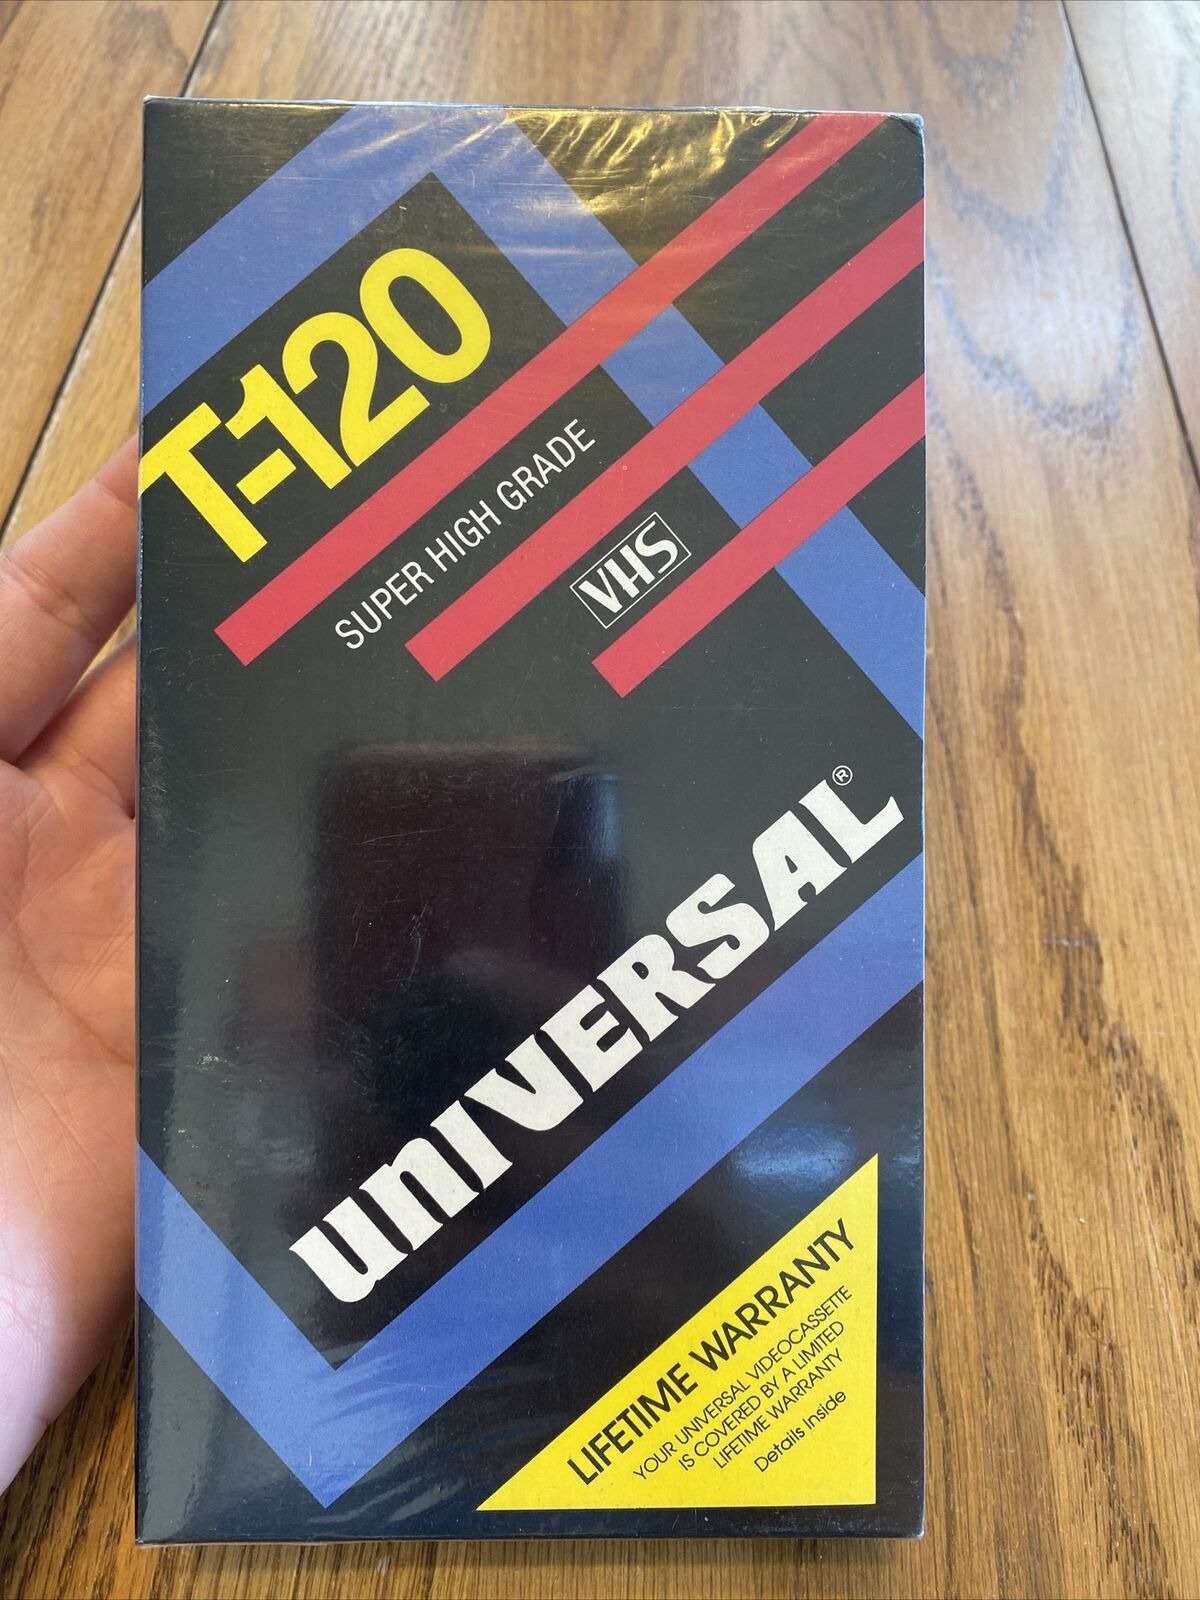 T-120
SUPER HIGH GRADE
VHS
UNIVERSAL®
LIFETIME WARRANTY
YOUR UNIVERSAL VIDEOCASSETTE
IS COVERED BY A LIMITED
LIFETIME WARRANTY
Details Inside